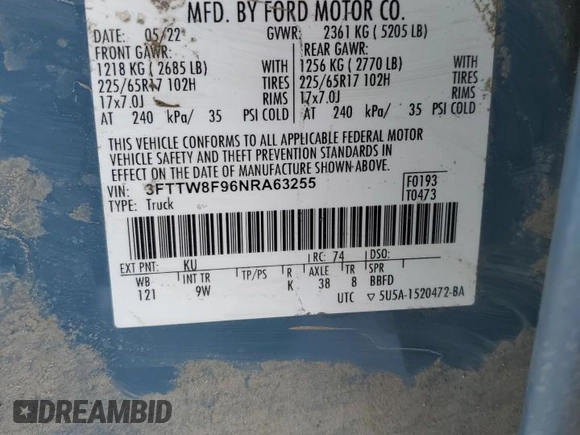 MFD. BY FORD MOTOR CO.
DATE: 05/22 GVWR: 2361 KG ( 5205 LB)
FRONT GAWR: REAR GAWR:
1218 KG ( 2685 LB) WITH 1256 KG ( 2770 LB) WITH
225/65R17 102H TIRES 225/65R17 102H TIRES
17x7.0J RIMS 17x7.0J RIMS
AT 240 kPa/ 35 PSI COLD AT 240 kPa/ 35 PSI COLD
THIS VEHICLE CONFORMS TO ALL APPLICABLE FEDERAL MOTOR
VEHICLE SAFETY AND THEFT PREVENTION STANDARDS IN
EFFECT ON THE DATE OF MANUFACTURE SHOWN ABOVE.
VIN: 3FTTW8F96NRA63255 F0193
TYPE: Truck T0473
EXT PNT: KU RC: 74 DSO:
WB INT TR TP/PS R AXLE TR SPR
121 9W K 38 8 BBFD
UTC ▽ 5U5A-1520472-BA
DREAMBID